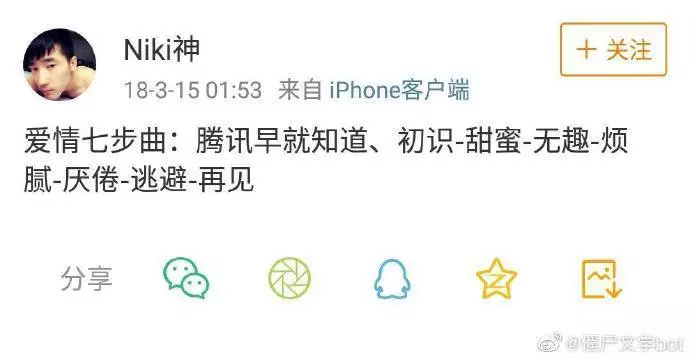 Niki神
+ 关注
18-3-15 01:53 来自 iPhone客户端
爱情七步曲：腾讯早就知道、初识-甜蜜-无趣-烦
腻-厌倦-逃避-再见
分享
@僵尸文学bot